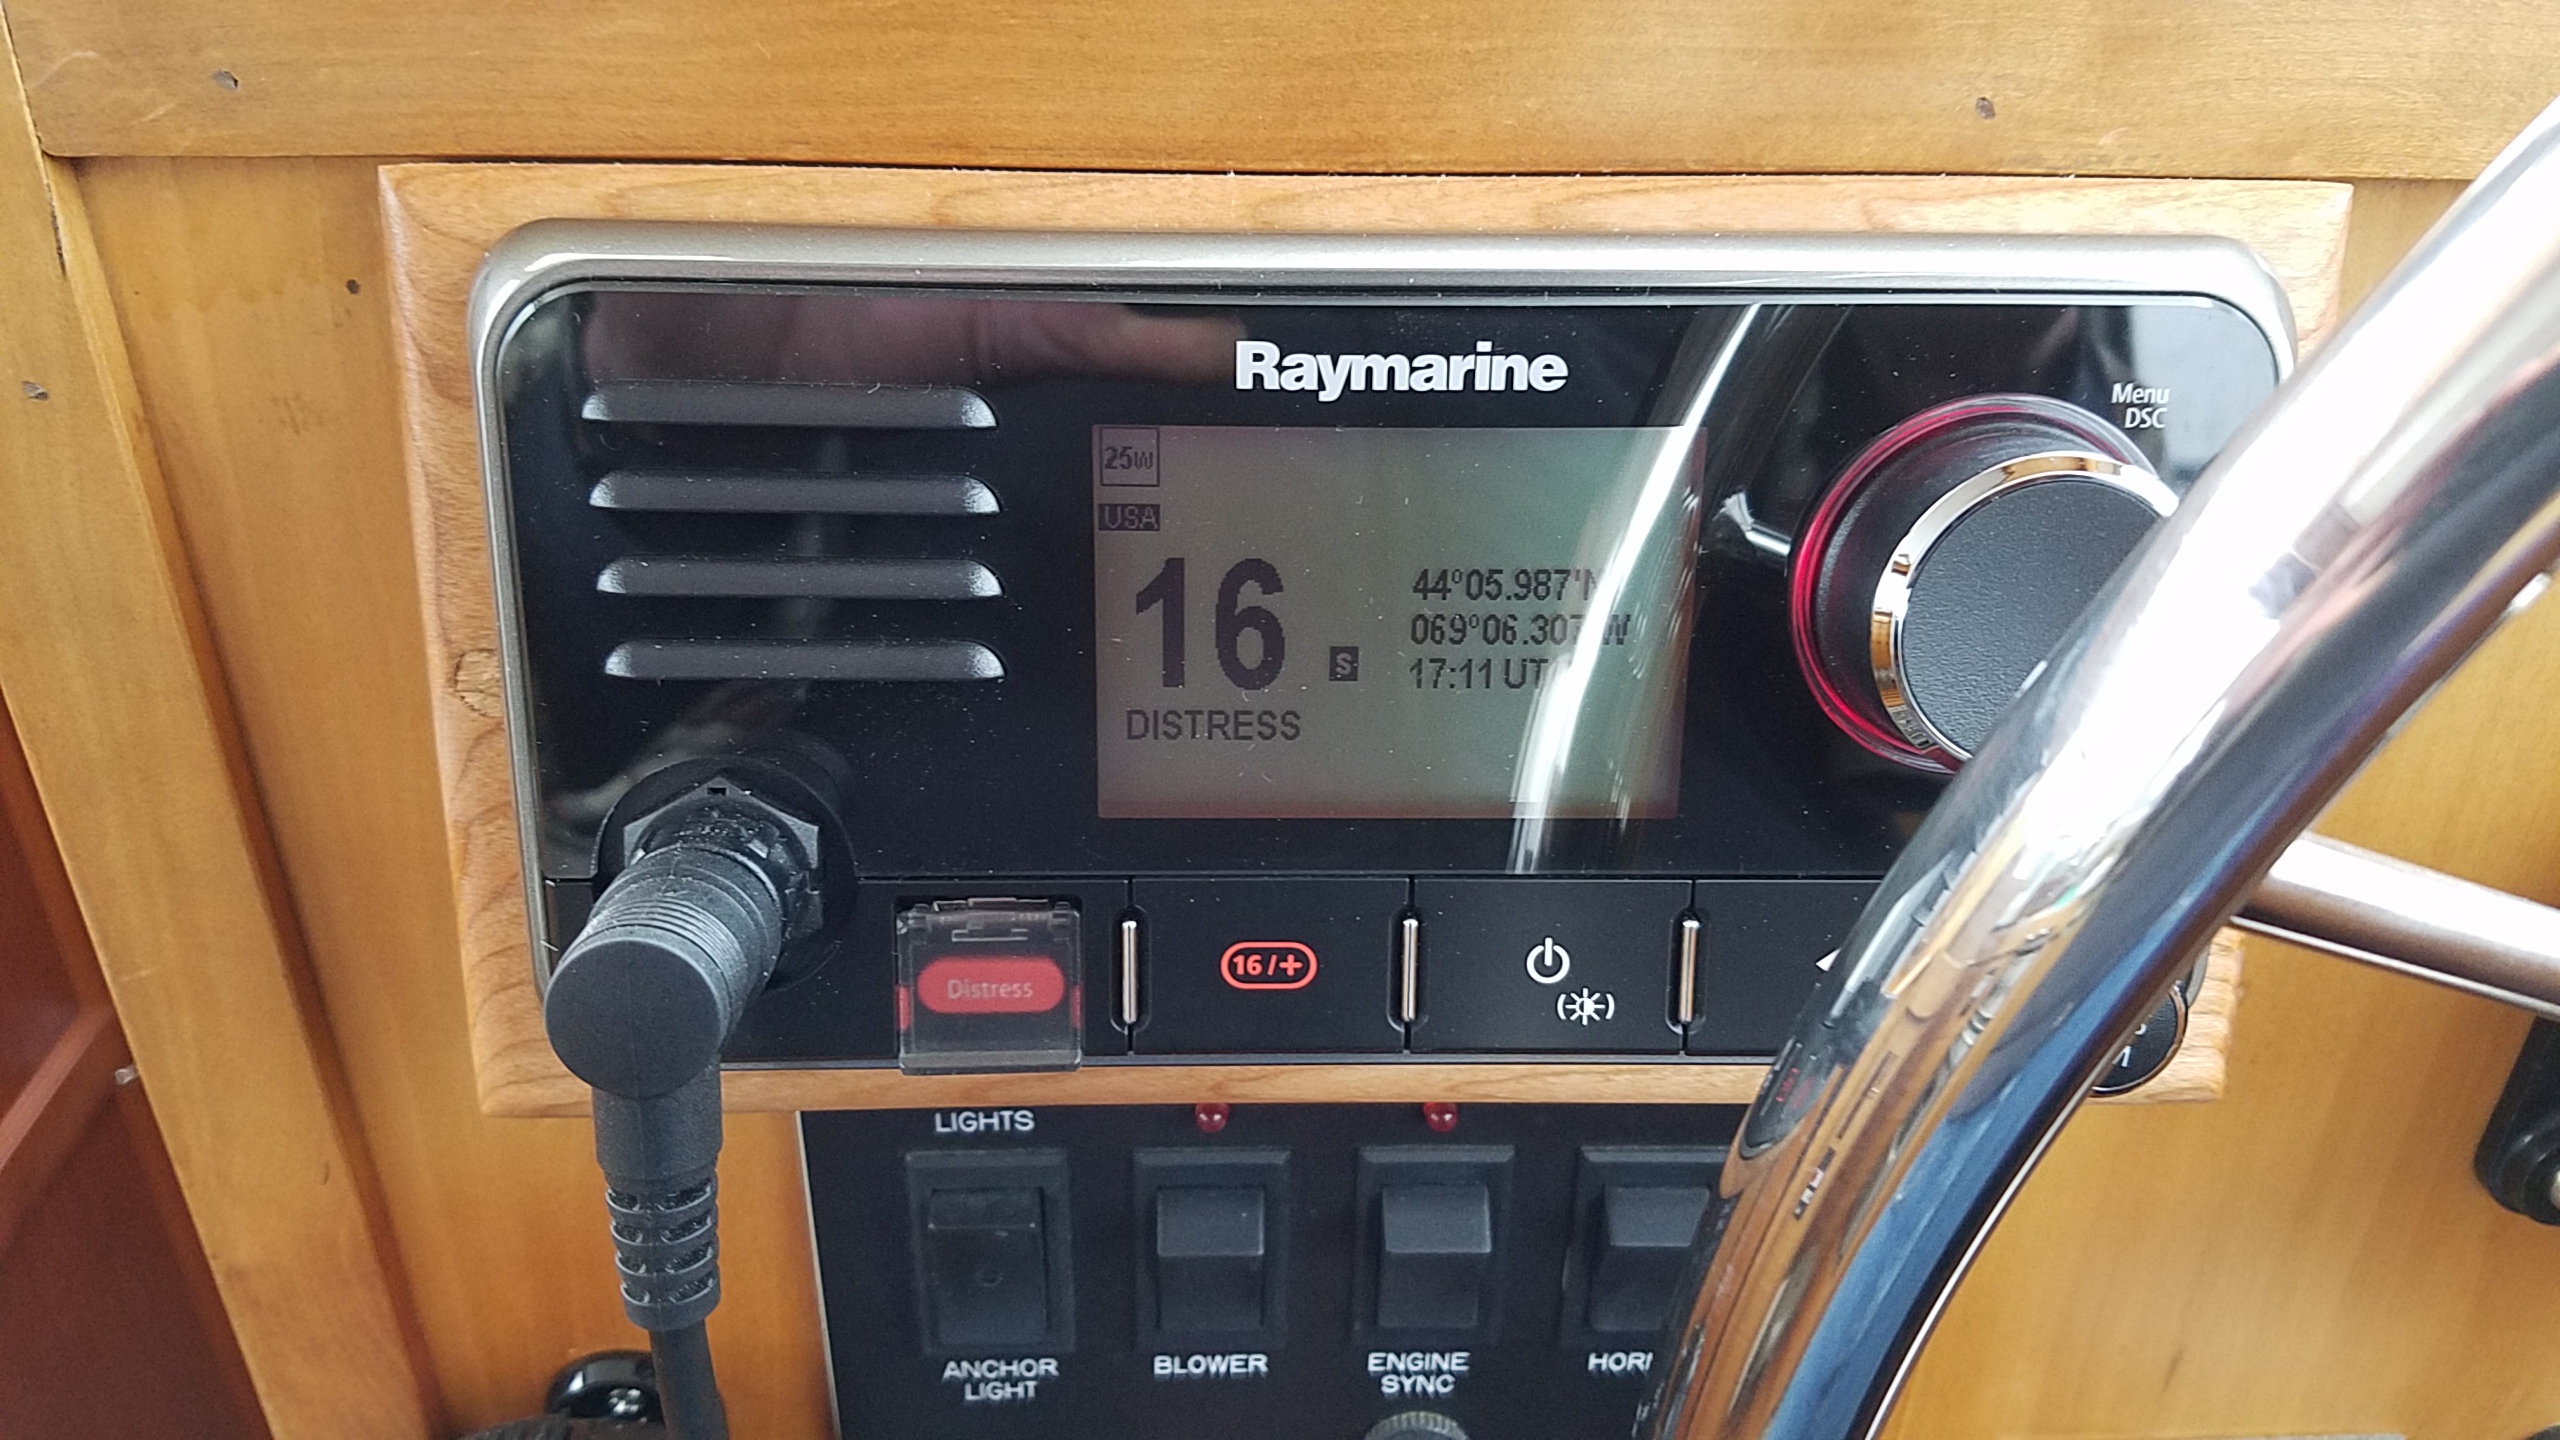 Raymarine
Menu
DSC
25W
USA
16
S
44°05.987'N
069°06.307'W
17:11 UT
DISTRESS
Distress
16/+
LIGHTS
ANCHOR
LIGHT
BLOWER
ENGINE
SYNC